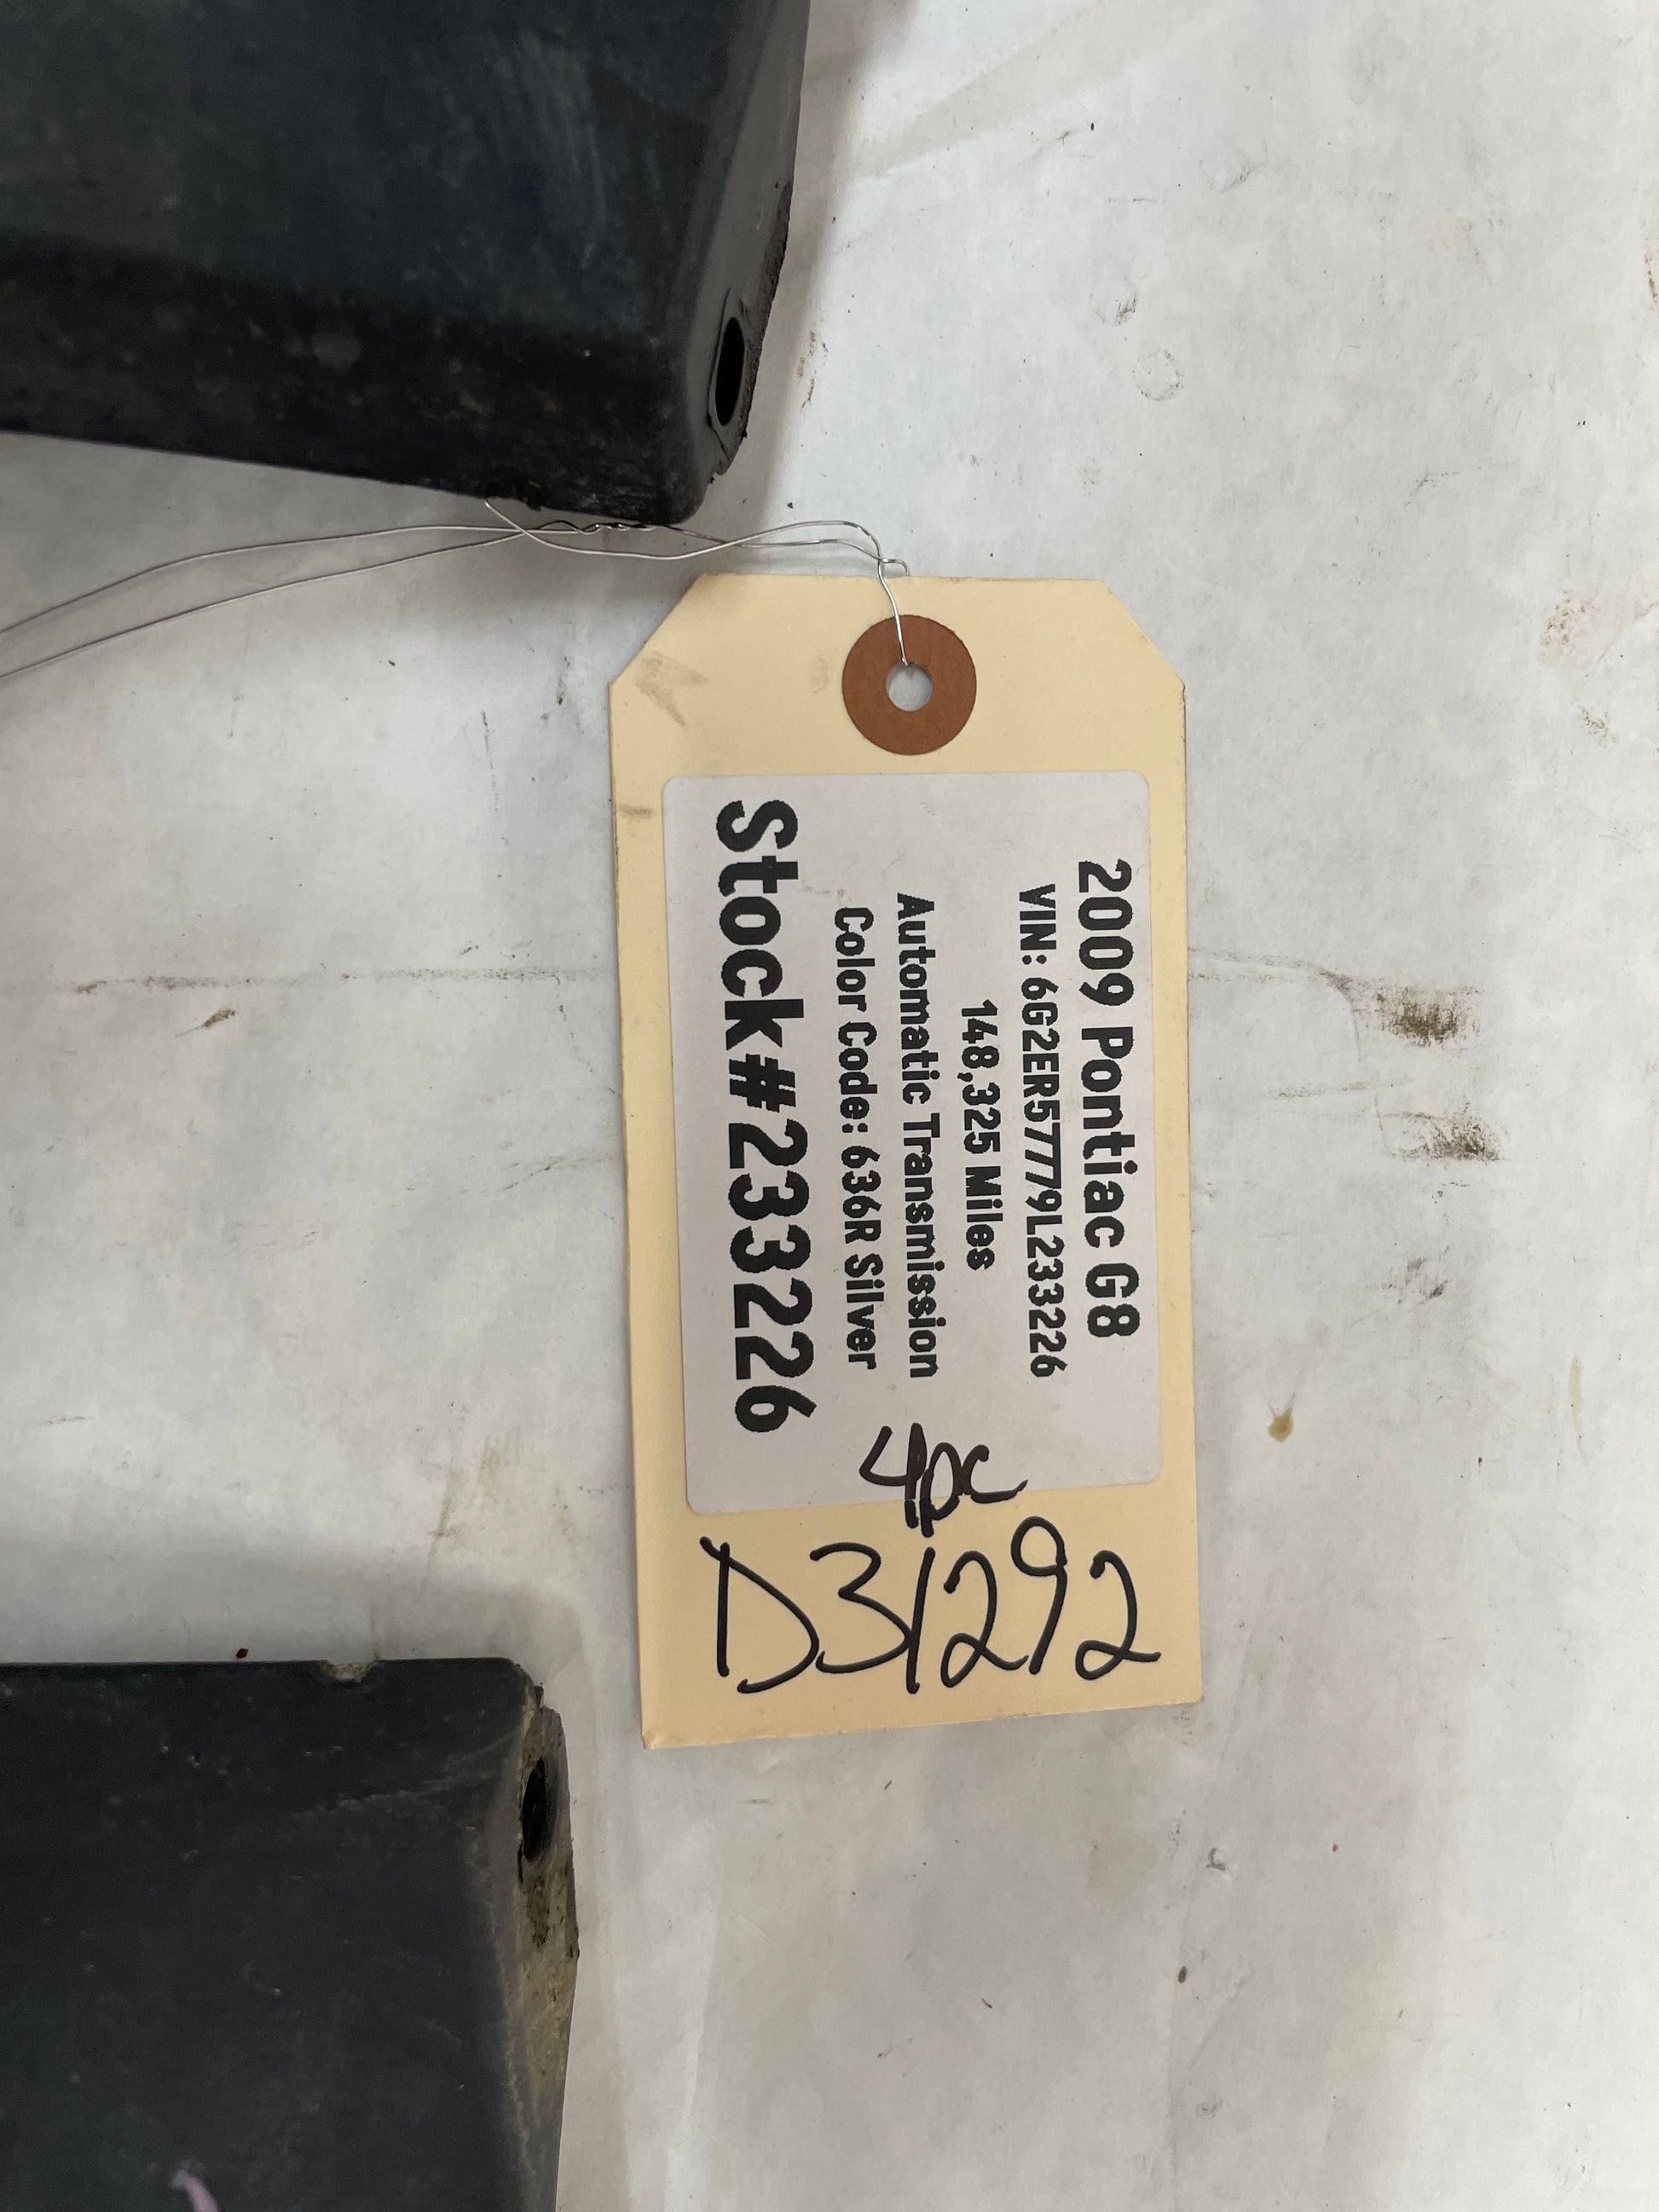 2009 Pontiac G8
VIN: 6G2ER57779L233226
148,325 Miles
Automatic Transmission
Color Code: 636R Silver
Stock#233226
4pc
D31292